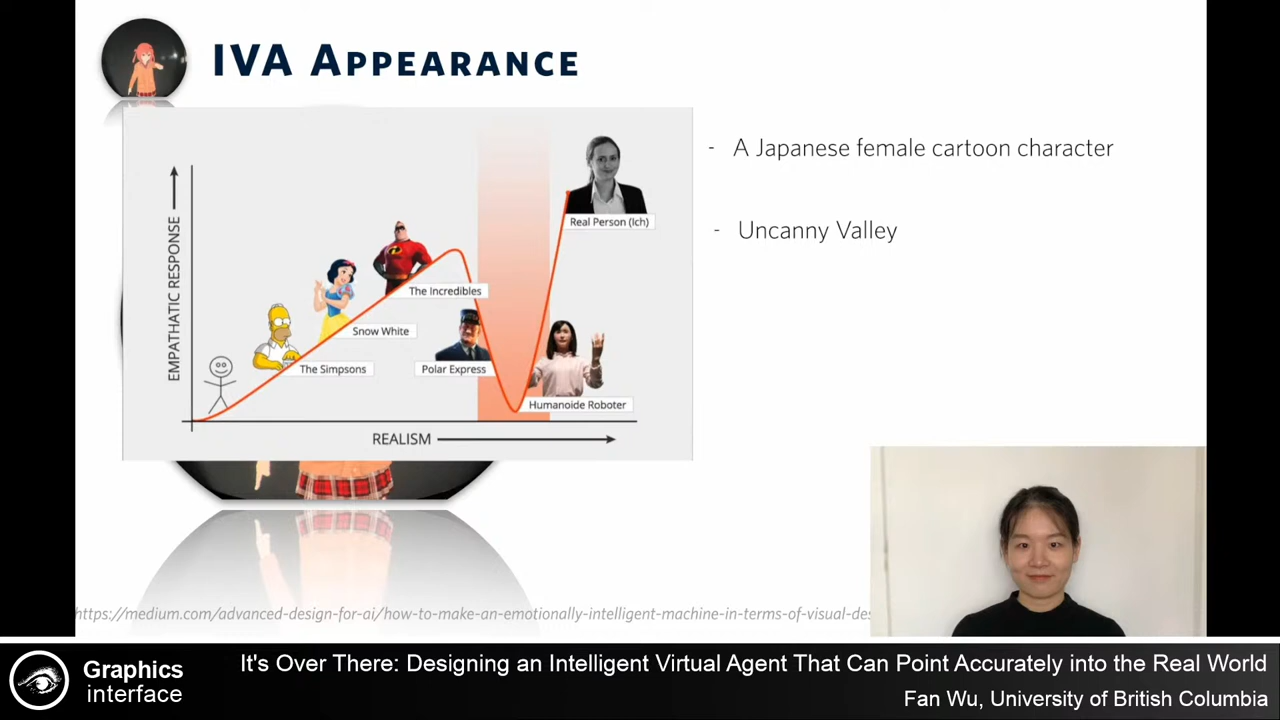 IVA APPEARANCE
- A Japanese female cartoon character
- Uncanny Valley
EMPATHATIC RESPONSE
Real Person (Ich)
The Incredibles
Snow White
The Simpsons
Polar Express
Humanoide Roboter
REALISM
https://medium.com/advanced-design-for-ai/how-to-make-an-emotionally-intelligent-machine-in-terms-of-visual-des
Graphics
interface
It's Over There: Designing an Intelligent Virtual Agent That Can Point Accurately into the Real World
Fan Wu, University of British Columbia